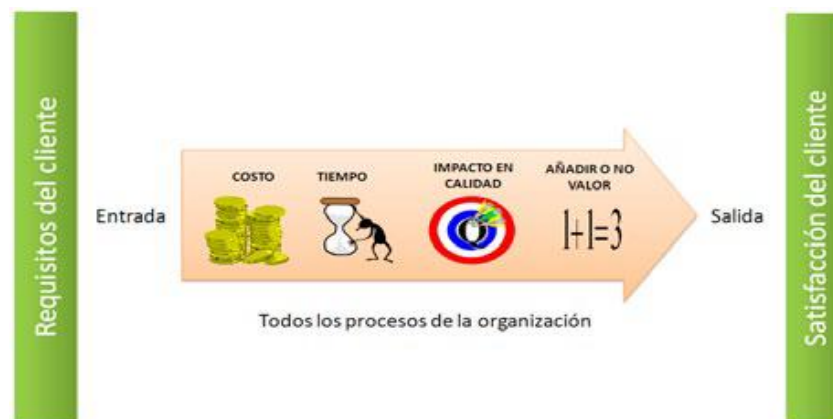 Requisitos del cliente
Entrada
COSTO
TIEMPO
IMPACTO EN
CALIDAD
AÑADIR O NO
VALOR
Q
1+1=3
Salida
Todos los procesos de la organización
Satisfacción del cliente